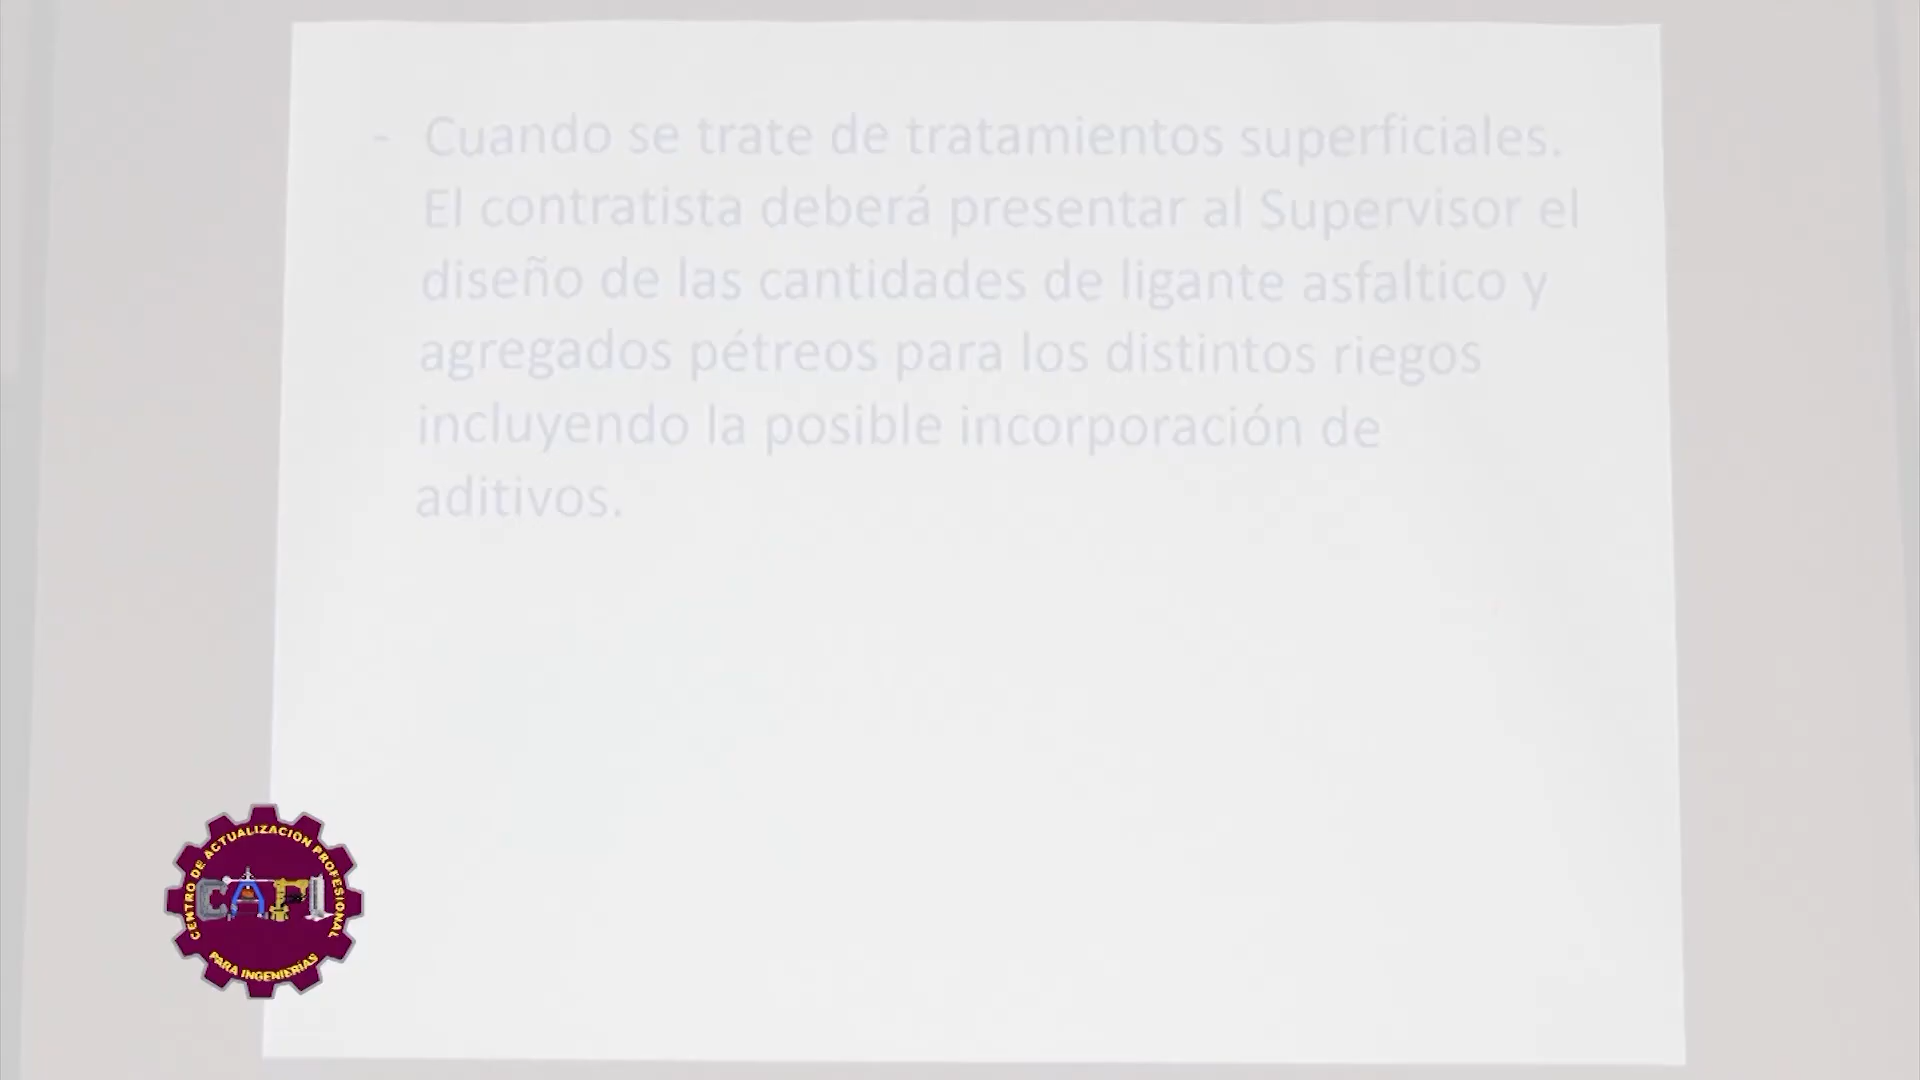 - Cuando se trate de tratamientos superficiales.
El contratista deberá presentar al Supervisor el
diseño de las cantidades de ligante asfaltico y
agregados pétreos para los distintos riegos
incluyendo la posible incorporación de
aditivos.
CENTRO DE ACTUALIZACION PROFESIONAL
CAPI
PARA INGENIERÍAS